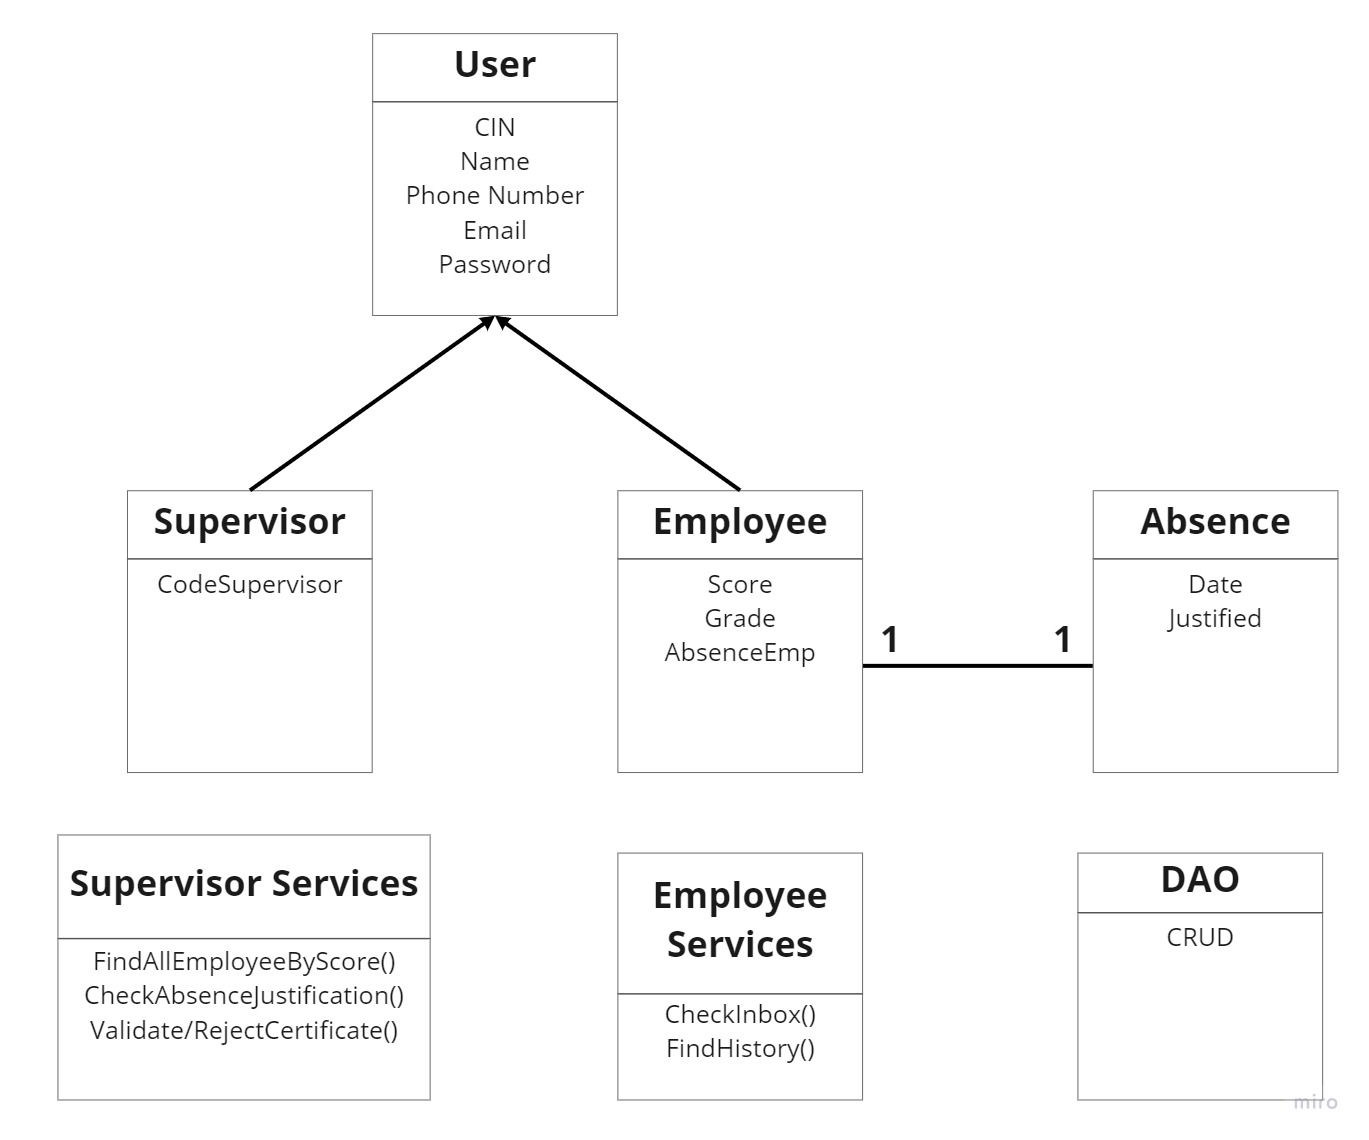 User
CIN
Name
Phone Number
Email
Password
Supervisor
CodeSupervisor
Employee
Score
Grade
AbsenceEmp
1
1
Absence
Date
Justified
Supervisor Services
FindAllEmployeeByScore()
CheckAbsenceJustification()
Validate/RejectCertificate()
Employee
Services
CheckInbox()
FindHistory()
DAO
CRUD
miro